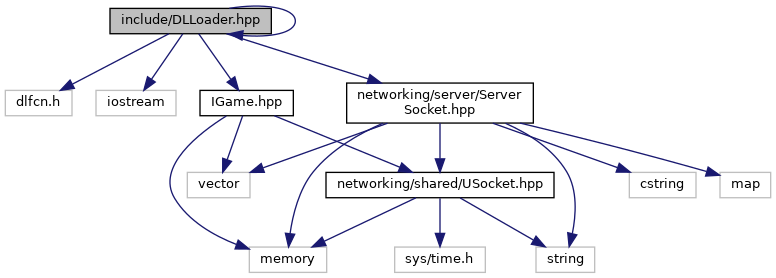 include/DLLoader.hpp
dlfcn.h
iostream
IGame.hpp
networking/server/Server
Socket.hpp
vector
networking/shared/USocket.hpp
cstring
map
memory
sys/time.h
string